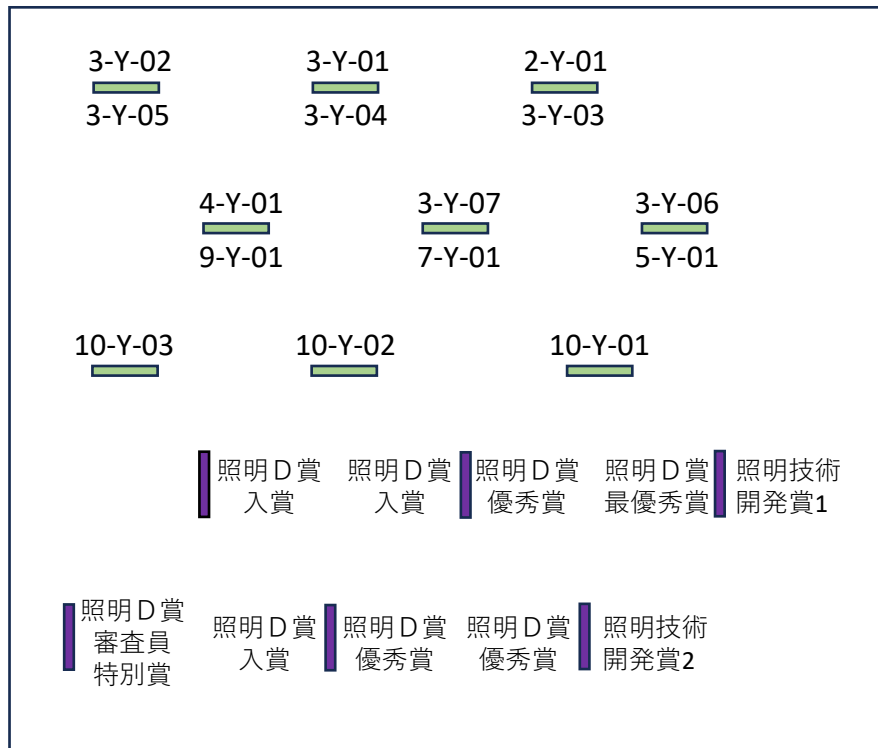 3-Y-02 3-Y-01 2-Y-01
3-Y-05 3-Y-04 3-Y-03
4-Y-01 3-Y-07 3-Y-06
9-Y-01 7-Y-01 5-Y-01
10-Y-03 10-Y-02 10-Y-01
照明Ｄ賞
入賞
照明Ｄ賞
入賞
照明Ｄ賞
優秀賞
照明Ｄ賞
最優秀賞
照明技術
開発賞1
照明Ｄ賞
審査員
特別賞
照明Ｄ賞
入賞
照明Ｄ賞
優秀賞
照明Ｄ賞
優秀賞
照明技術
開発賞2